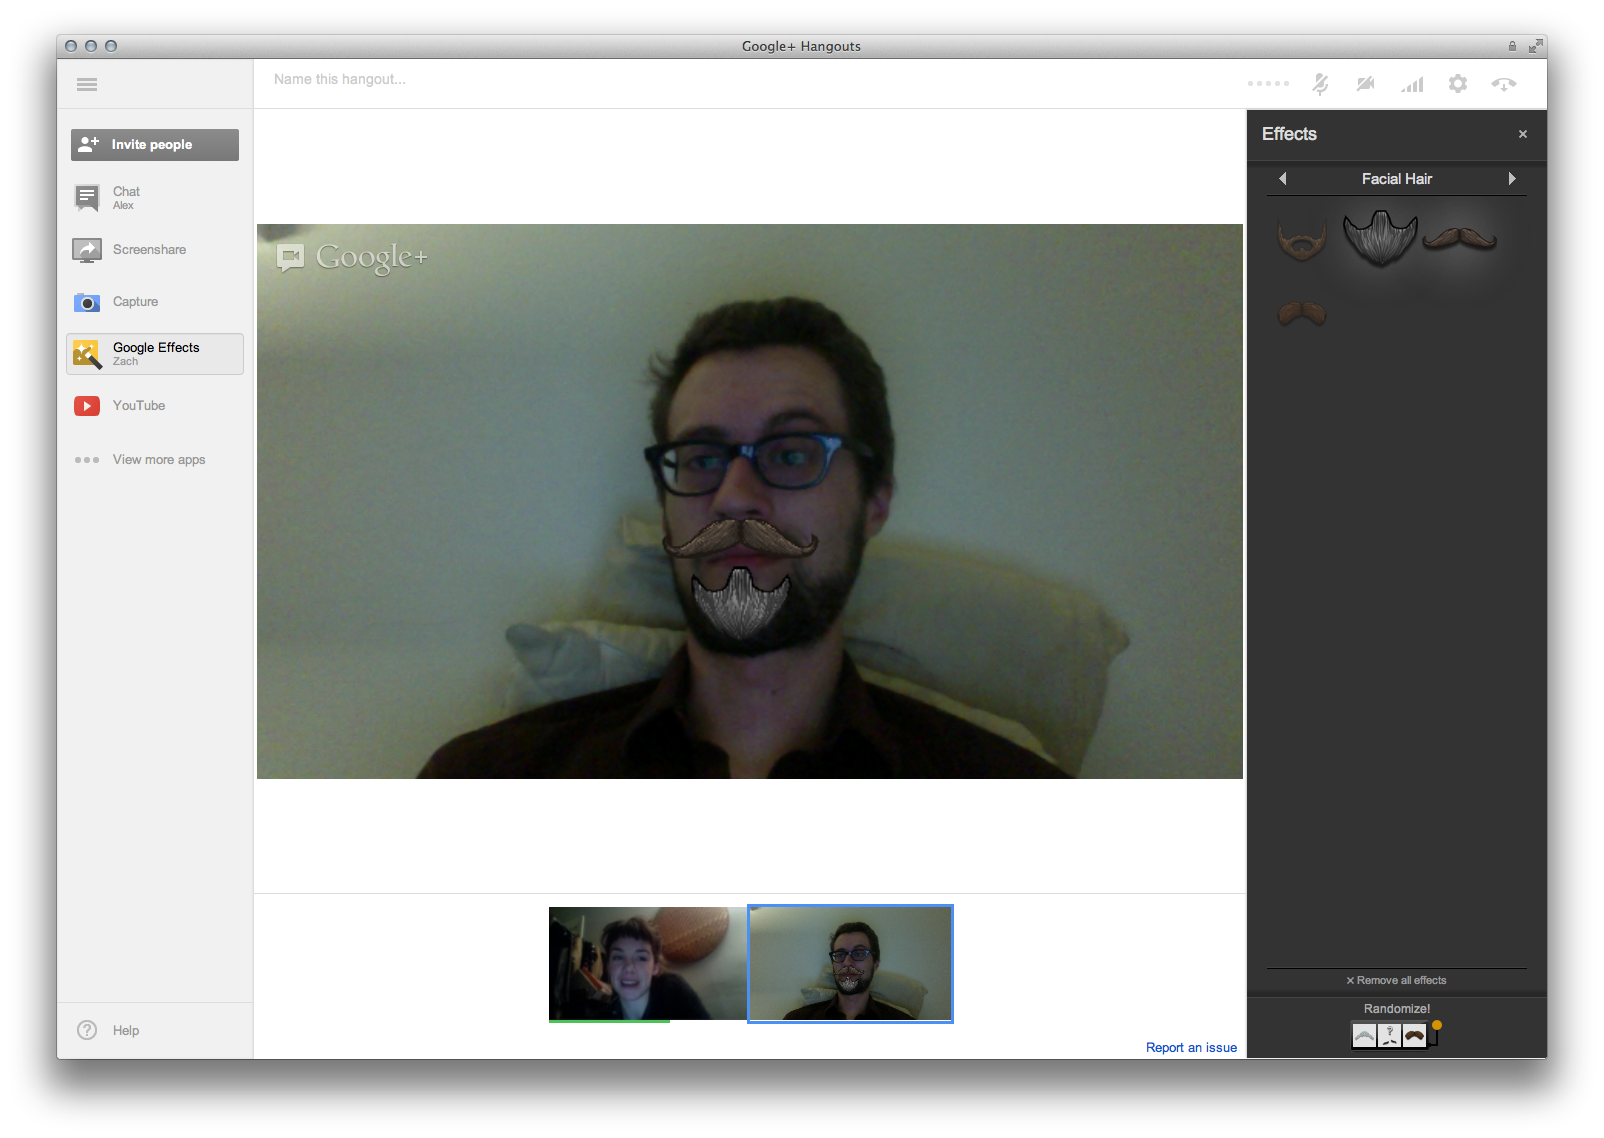 Google+ Hangouts
Name this hangout...
Invite people
Chat
Alex
Screenshare
Capture
Google Effects
Zach
YouTube
View more apps
Help
Google+
Report an issue
Effects
×
Facial Hair
× Remove all effects
Randomize!
?